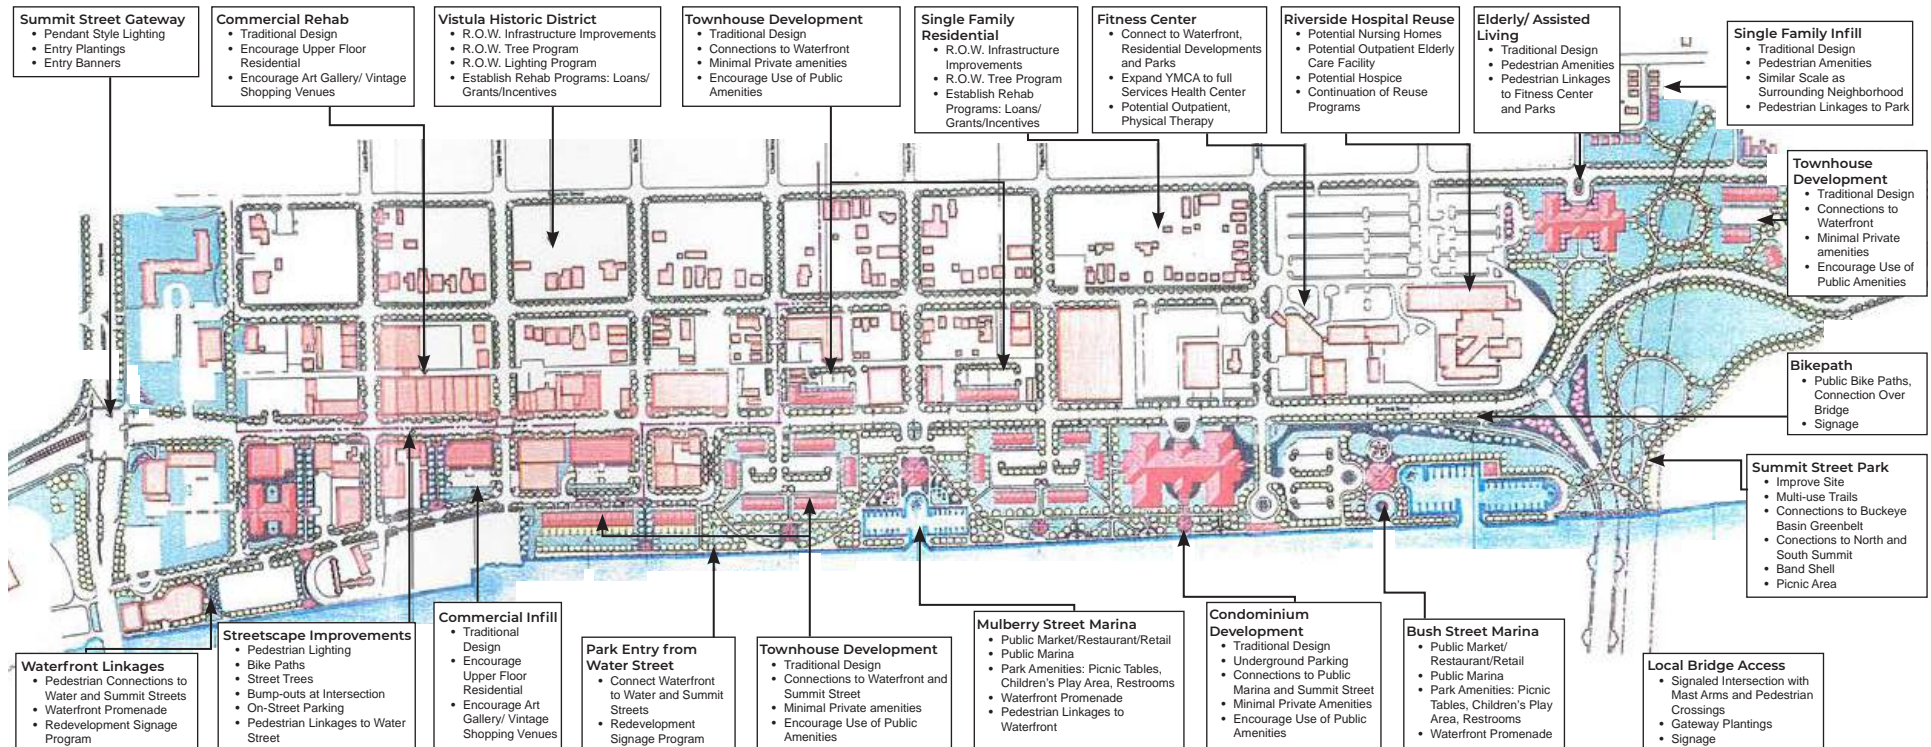 Summit Street Gateway
• Pendant Style Lighting
• Entry Plantings
• Entry Banners
Commercial Rehab
• Traditional Design
• Encourage Upper Floor
Residential
• Encourage Art Gallery/ Vintage
Shopping Venues
Vistula Historic District
• R.O.W. Infrastructure Improvements
• R.O.W. Tree Program
• R.O.W. Lighting Program
• Establish Rehab Programs: Loans/
Grants/Incentives
Townhouse Development
• Traditional Design
• Connections to Waterfront
• Minimal Private amenities
• Encourage Use of Public
Amenities
Single Family
Residential
• R.O.W. Infrastructure
Improvements
• R.O.W. Tree Program
• Establish Rehab
Programs: Loans/
Grants/Incentives
Fitness Center
• Connect to Waterfront,
Residential Developments
and Parks
• Expand YMCA to full
Services Health Center
• Potential Outpatient,
Physical Therapy
Riverside Hospital Reuse
• Potential Nursing Homes
• Potential Outpatient Elderly
Care Facility
• Potential Hospice
• Continuation of Reuse
Programs
Elderly/ Assisted
Living
• Traditional Design
• Pedestrian Amenities
• Pedestrian Linkages
to Fitness Center
and Parks
Single Family Infill
• Traditional Design
• Pedestrian Amenities
• Similar Scale as
Surrounding Neighborhood
• Pedestrian Linkages to Park
Townhouse
Development
• Traditional Design
• Connections to
Waterfront
• Minimal Private
amenities
• Encourage Use of
Public Amenities
Bikepath
• Public Bike Paths,
Connection Over
Bridge
• Signage
Summit Street
Summit Street Park
• Improve Site
• Multi-use Trails
• Connections to Buckeye
Basin Greenbelt
• Conections to North and
South Summit
• Band Shell
• Picnic Area
Waterfront Linkages
• Pedestrian Connections to
Water and Summit Streets
• Waterfront Promenade
• Redevelopment Signage
Program
Streetscape Improvements
• Pedestrian Lighting
• Bike Paths
• Street Trees
• Bump-outs at Intersection
• On-Street Parking
• Pedestrian Linkages to Water
Street
Commercial Infill
• Traditional
Design
• Encourage
Upper Floor
Residential
• Encourage Art
Gallery/ Vintage
Shopping Venues
Park Entry from
Water Street
• Connect Waterfront
to Water and Summit
Streets
• Redevelopment
Signage Program
Townhouse Development
• Traditional Design
• Connections to Waterfront and
Summit Street
• Minimal Private amenities
• Encourage Use of Public
Amenities
Mulberry Street Marina
• Public Market/Restaurant/Retail
• Public Marina
• Park Amenities: Picnic Tables,
Children's Play Area, Restrooms
• Waterfront Promenade
• Pedestrian Linkages to
Waterfront
Condominium
Development
• Traditional Design
• Underground Parking
• Connections to Public
Marina and Summit Street
• Minimal Private Amenities
• Encourage Use of Public
Amenities
Bush Street Marina
• Public Market/
Restaurant/Retail
• Public Marina
• Park Amenities: Picnic
Tables, Children's Play
Area, Restrooms
• Waterfront Promenade
Local Bridge Access
• Signaled Intersection with
Mast Arms and Pedestrian
Crossings
• Gateway Plantings
• Signage